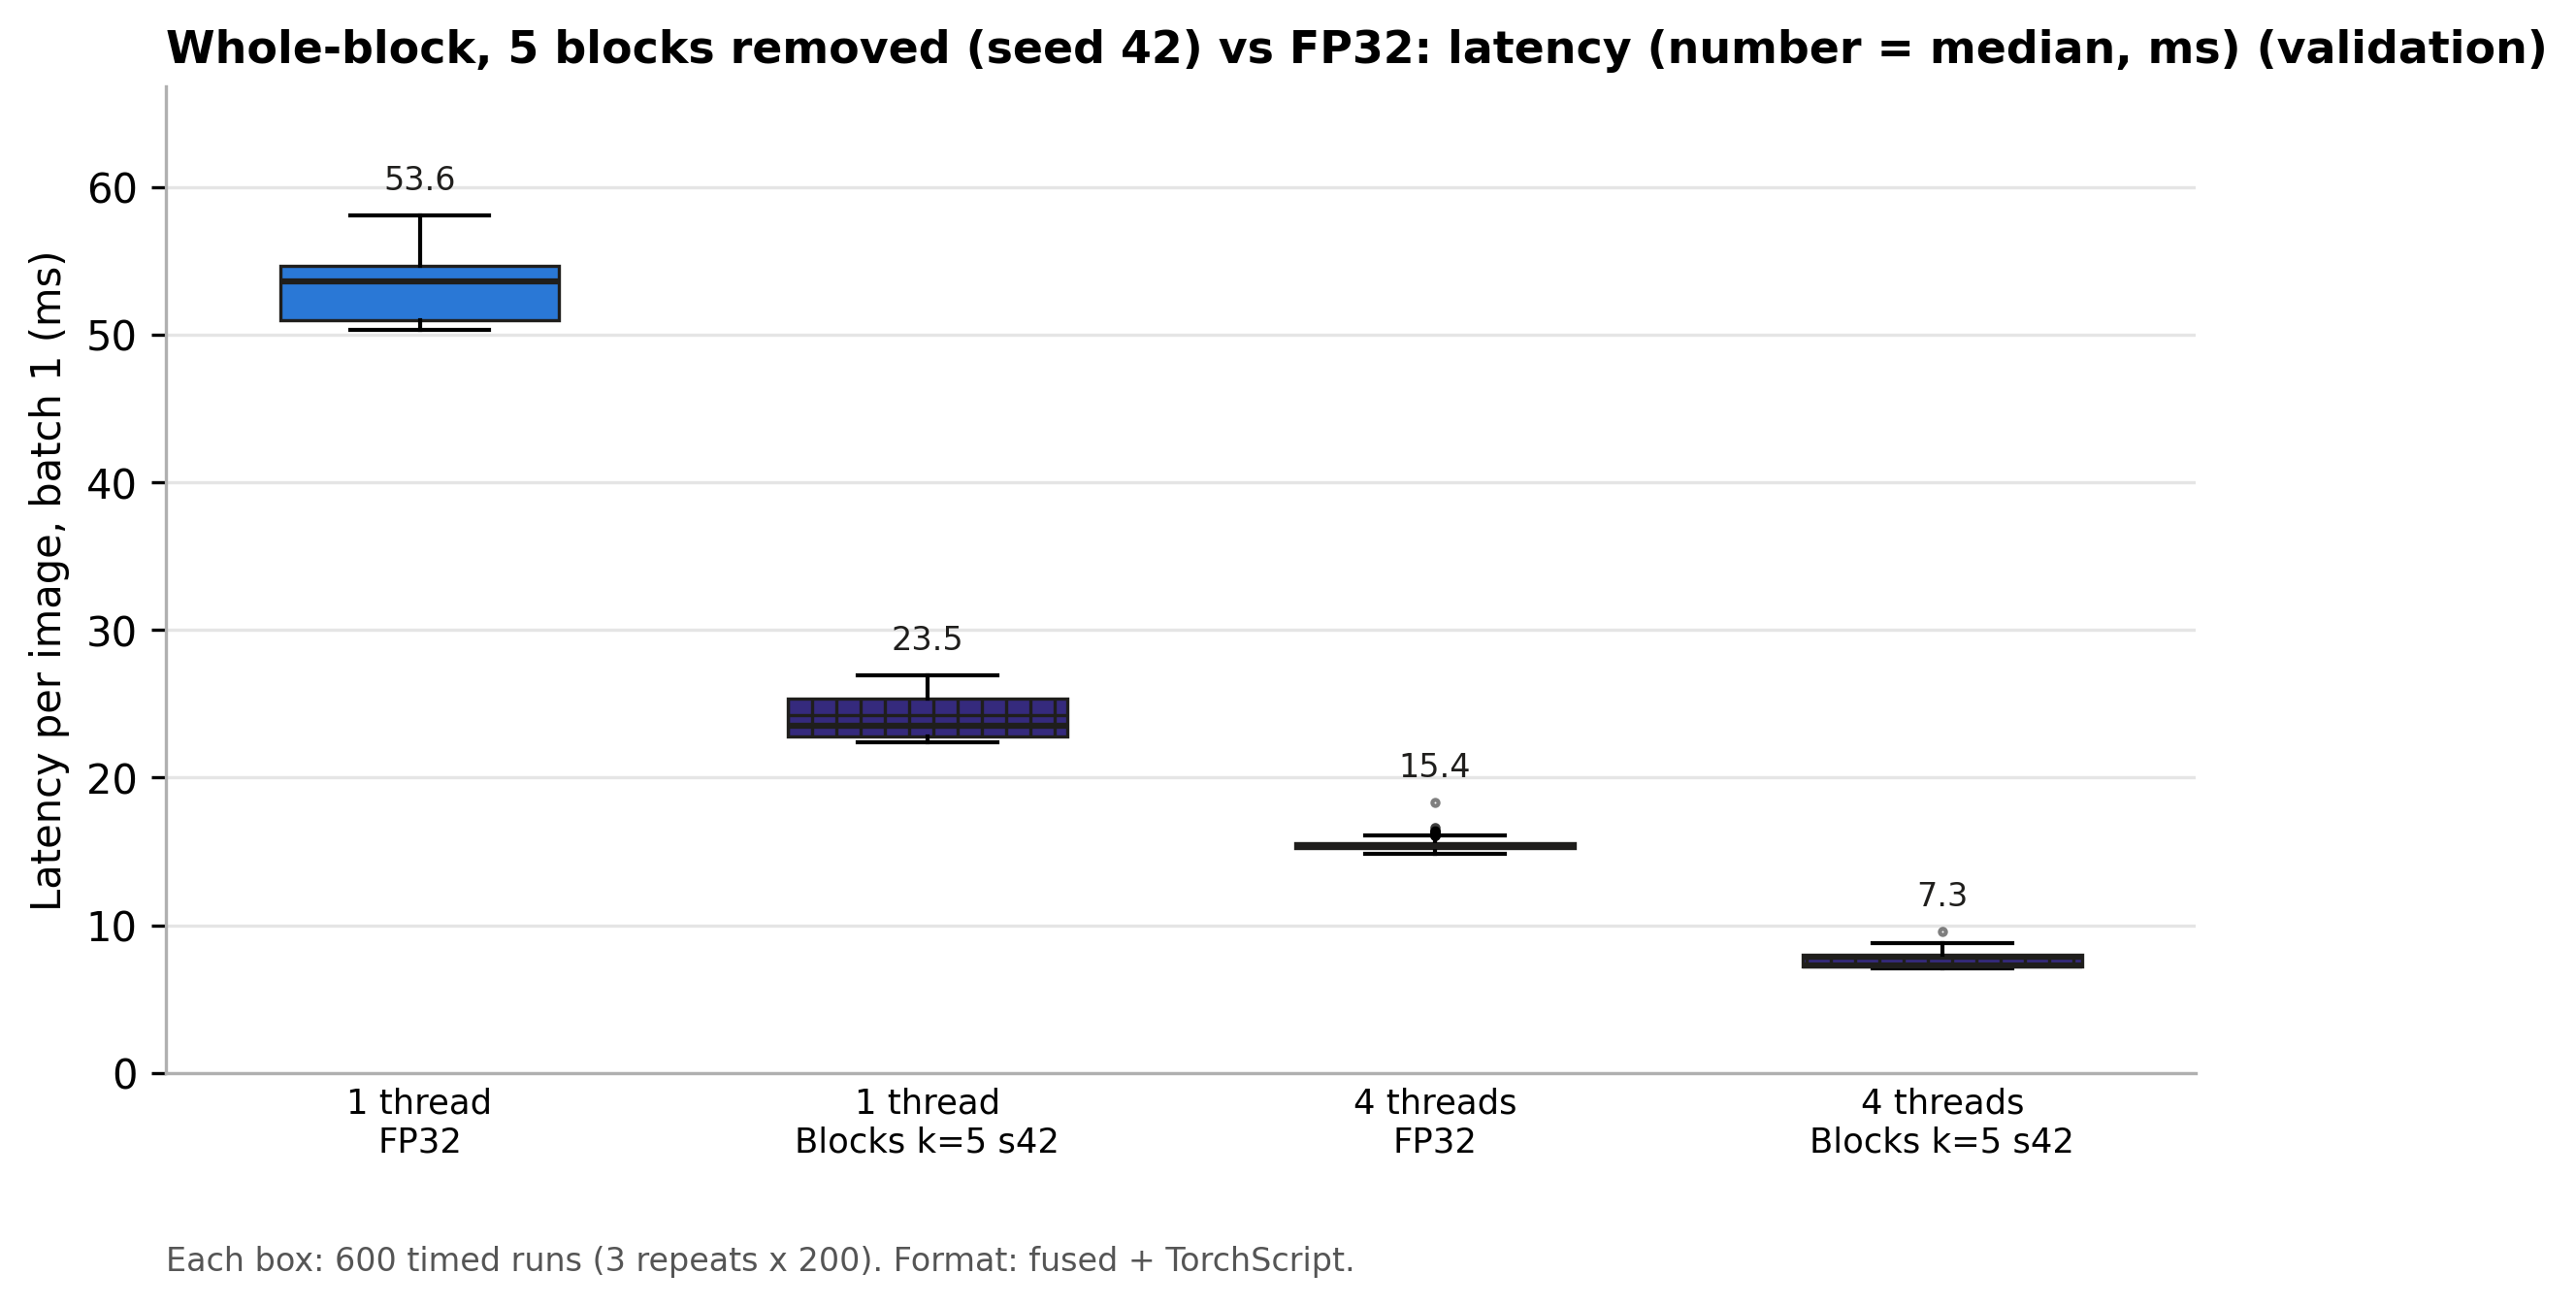 Whole-block, 5 blocks removed (seed 42) vs FP32: latency (number = median, ms) (validation)
Latency per image, batch 1 (ms)
60
50
40
30
20
10
0
53.6
23.5
15.4
7.3
1 thread
FP32
1 thread
Blocks k=5 s42
4 threads
FP32
4 threads
Blocks k=5 s42
Each box: 600 timed runs (3 repeats x 200). Format: fused + TorchScript.